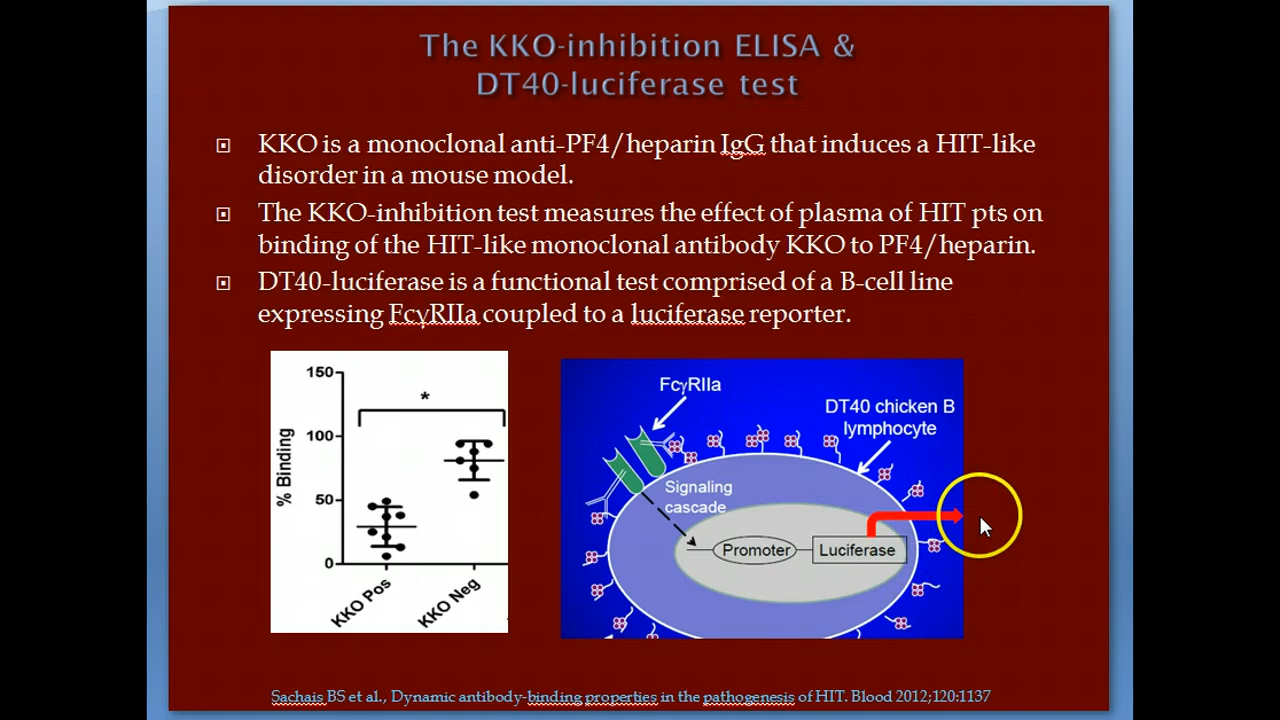 The KKO-inhibition ELISA &
DT40-luciferase test
KKO is a monoclonal anti-PF4/heparin IgG that induces a HIT-like
disorder in a mouse model.
The KKO-inhibition test measures the effect of plasma of HIT pts on
binding of the HIT-like monoclonal antibody KKO to PF4/heparin.
DT40-luciferase is a functional test comprised of a B-cell line
expressing FcγRIIa coupled to a luciferase reporter.
150
*
100
50
0
% Binding
KKO Pos
KKO Neg
FcγRIIa
DT40 chicken B
lymphocyte
Signaling
cascade
Promoter
Luciferase
Sachais BS et al., Dynamic antibody-binding properties in the pathogenesis of HIT. Blood 2012;120:1137